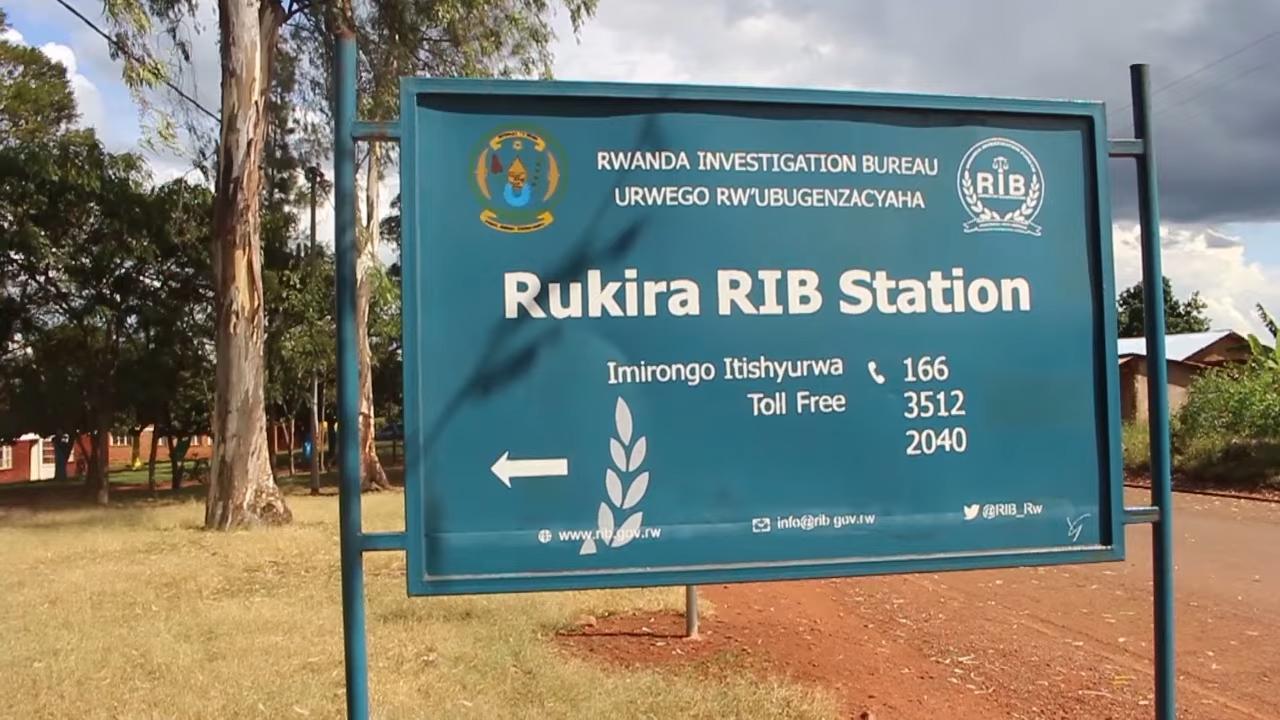 RWANDA INVESTIGATION BUREAU
URWEGO RW'UBUGENZACYAHA
RIB
Rukira RIB Station
Imirongo Itishyurwa 166
Toll Free 3512
2040
www.rib.gov.rw
info@rib.gov.rw
@RIB_Rw